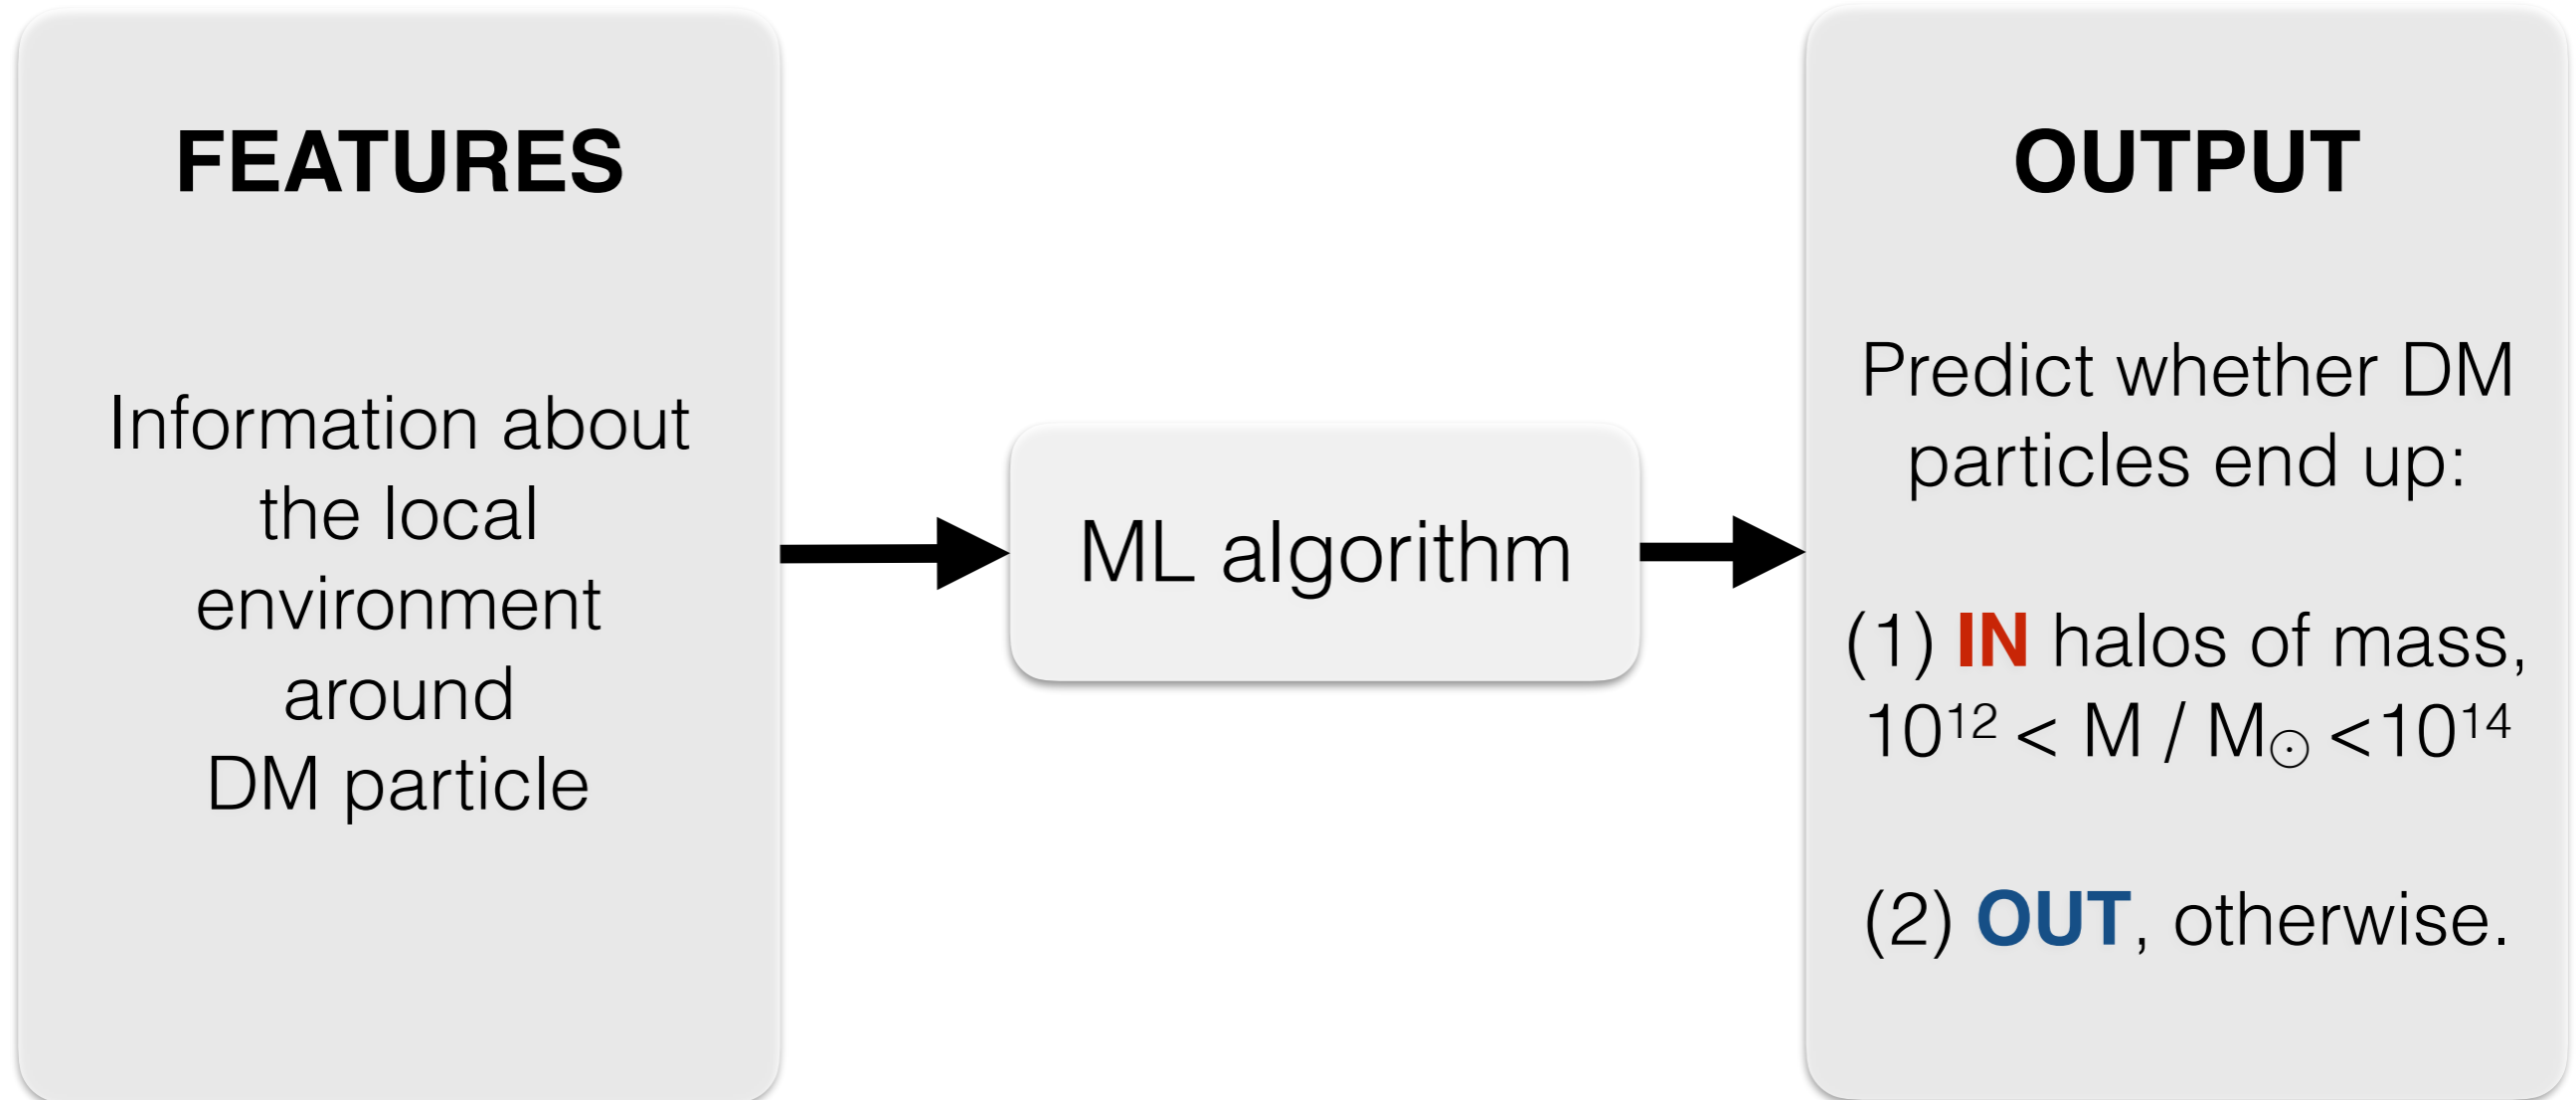 FEATURES
Information about
the local
environment
around
DM particle
ML algorithm
OUTPUT
Predict whether DM
particles end up:
(1) IN halos of mass,
10¹² < M / M☉ <10¹⁴
(2) OUT, otherwise.